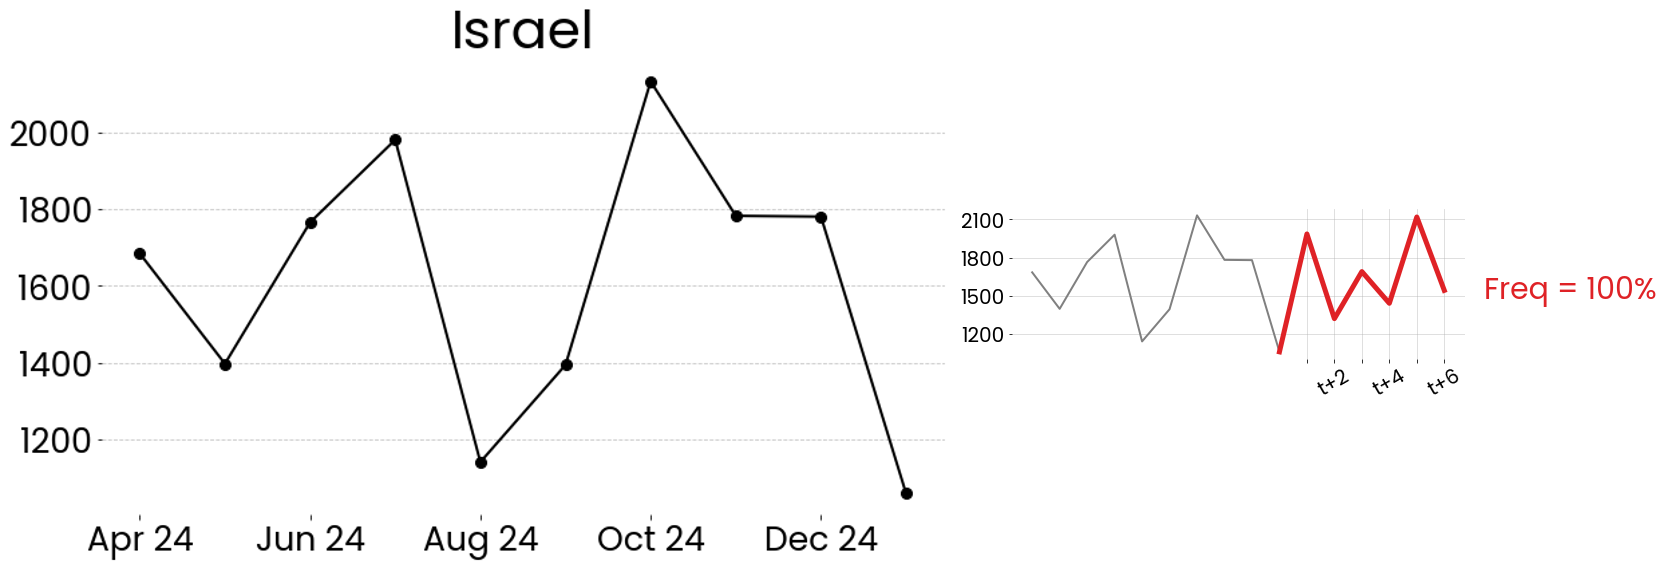 Israel
2000
1800
1600
1400
1200
Apr 24
Jun 24
Aug 24
Oct 24
Dec 24
2100
1800
1500
1200
t+2
t+4
t+6
Freq = 100%